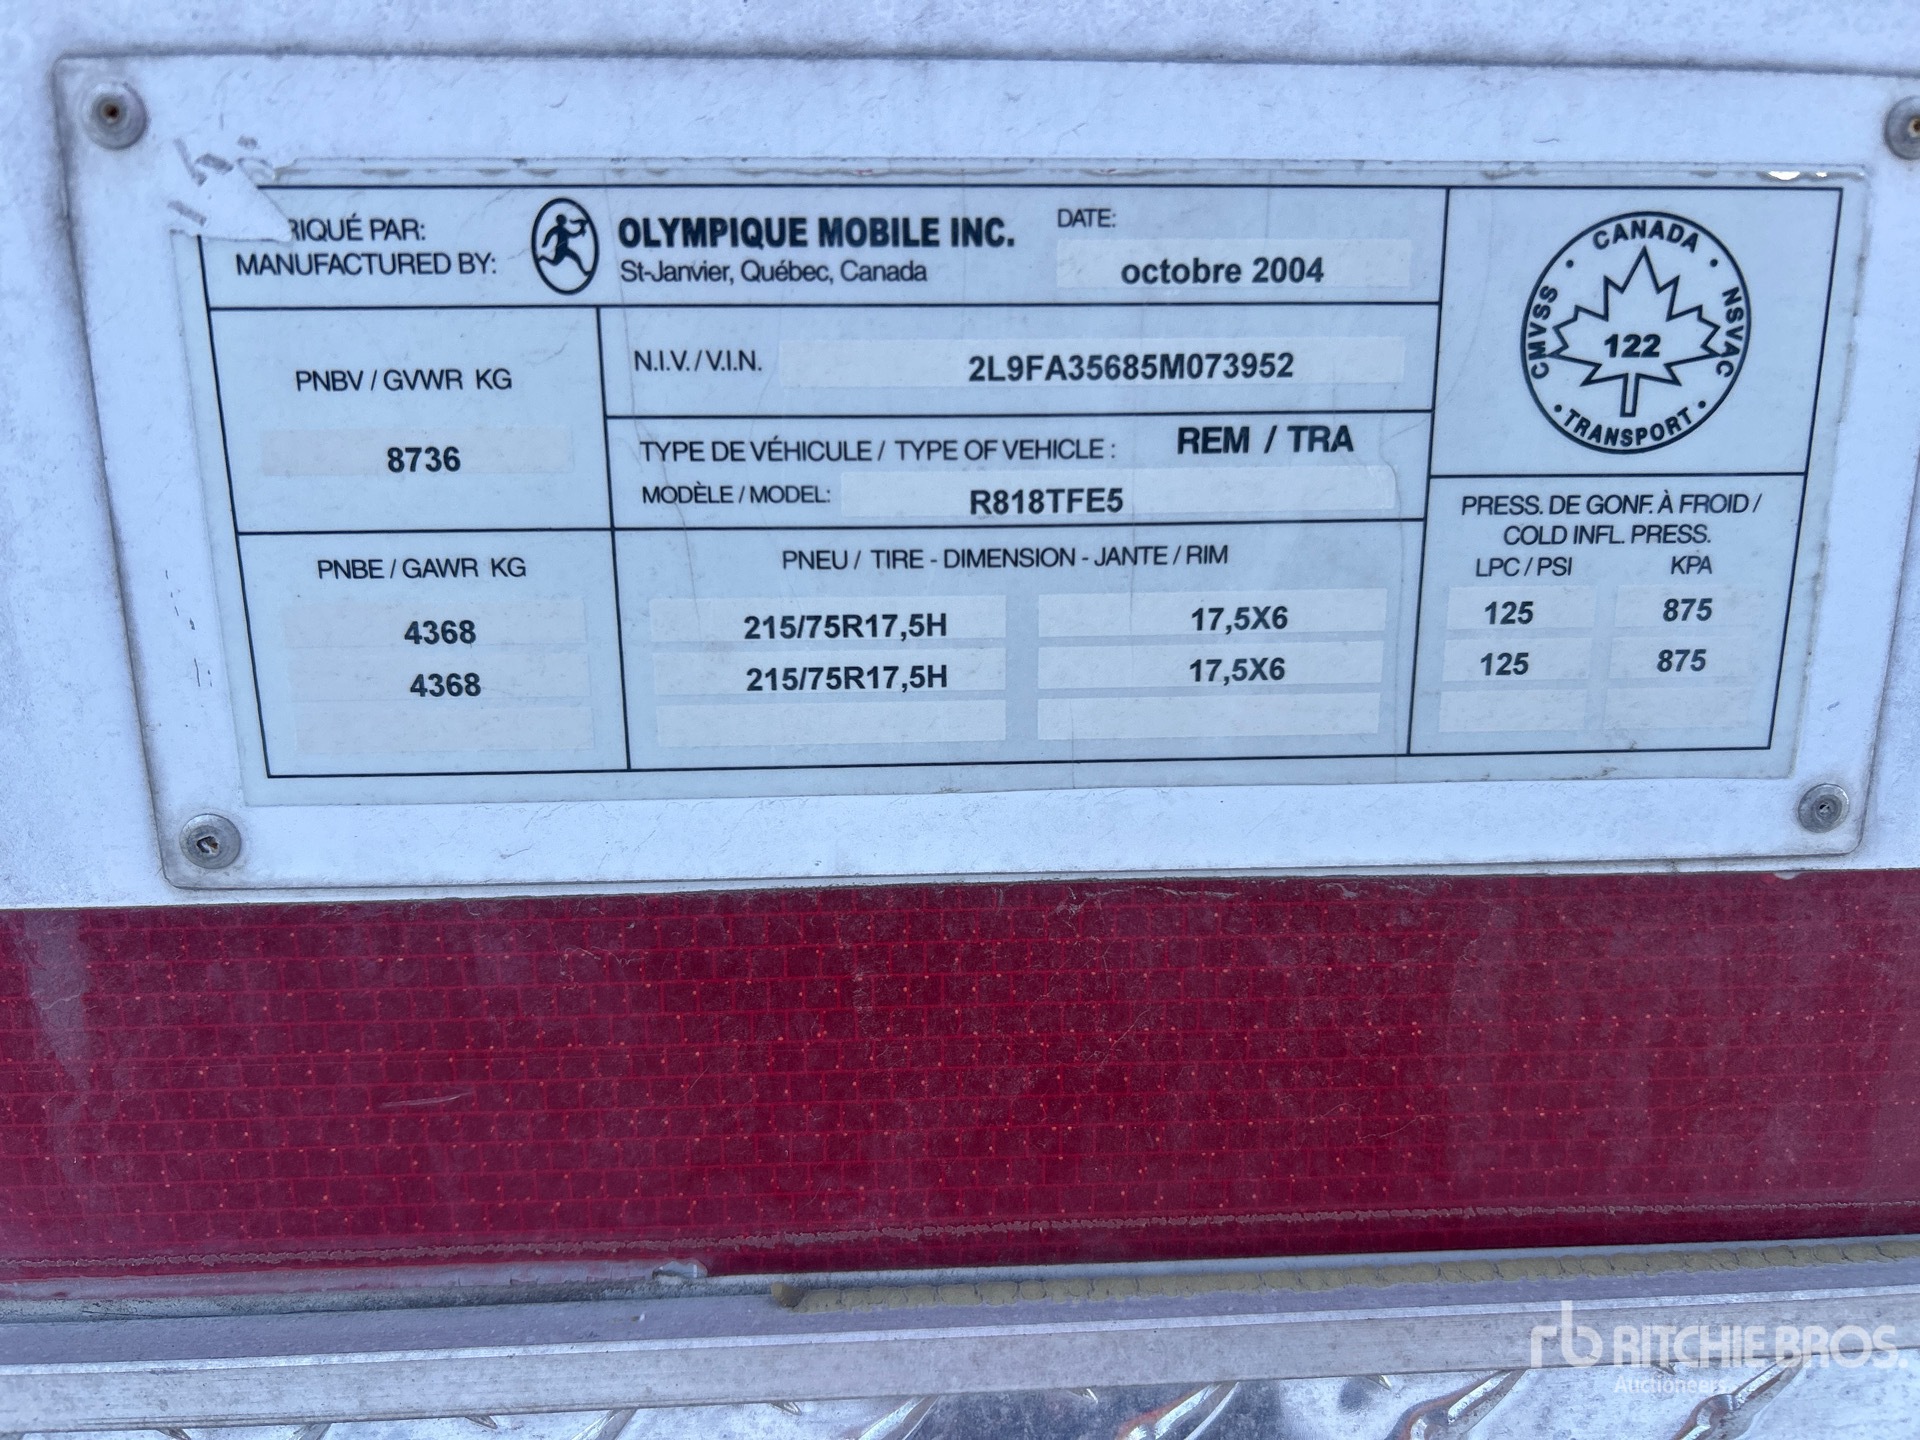 RIQUÉ PAR:
MANUFACTURED BY:
OLYMPIQUE MOBILE INC.
St-Janvier, Québec, Canada
DATE:
octobre 2004
CANADA
CMVSS
NSVAC
122
TRANSPORT
PNBV / GVWR KG
8736
N.I.V. / V.I.N.
2L9FA35685M073952
TYPE DE VÉHICULE / TYPE OF VEHICLE : REM / TRA
MODÈLE / MODEL: R818TFE5
PNBE / GAWR KG
4368
4368
PNEU / TIRE - DIMENSION - JANTE / RIM
215/75R17,5H 17,5X6
215/75R17,5H 17,5X6
PRESS. DE GONF. À FROID /
COLD INFL. PRESS.
LPC / PSI KPA
125 875
125 875
rb RITCHIE BROS.
Auctioneers